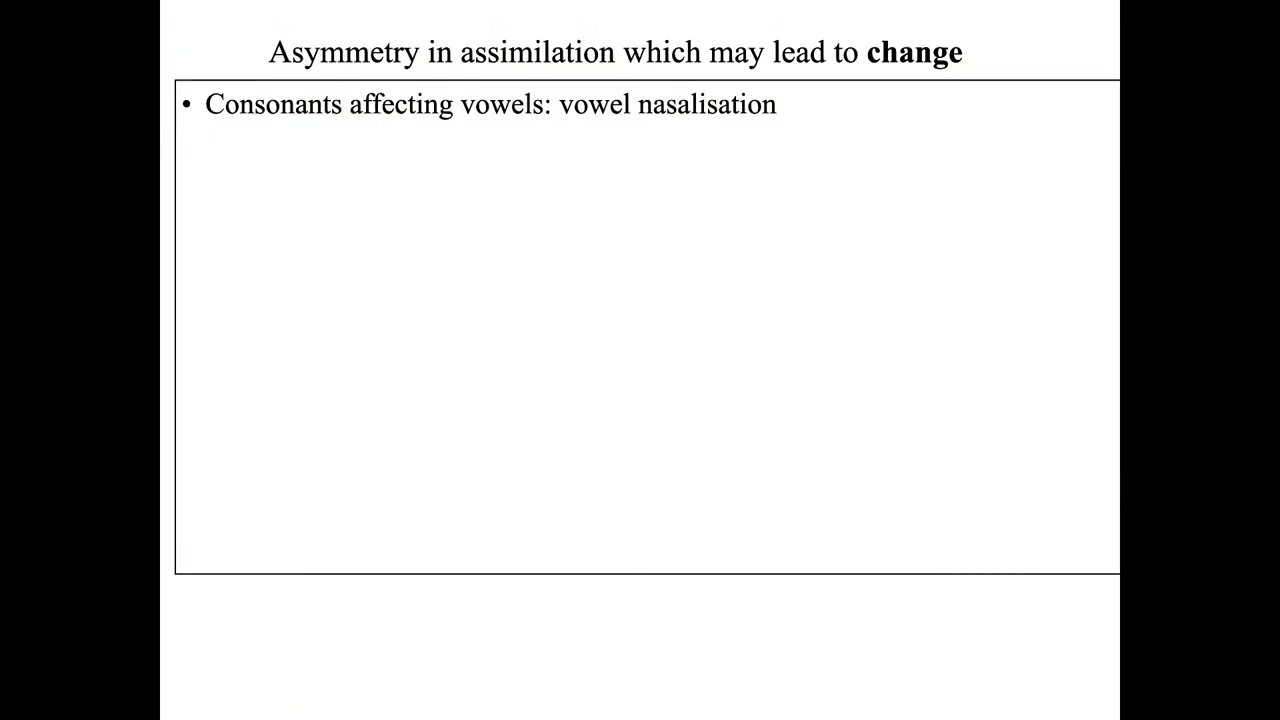 Asymmetry in assimilation which may lead to change
• Consonants affecting vowels: vowel nasalisation